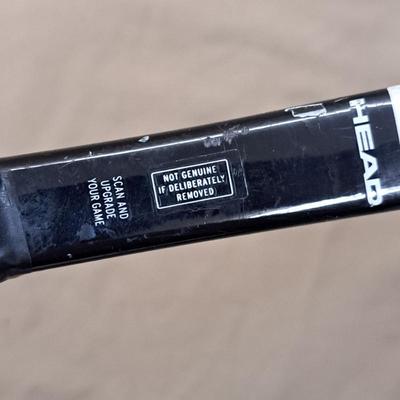 HEAD
NOT GENUINE
IF DELIBERATELY
REMOVED
SCAN AND
UPGRADE
YOUR GAME